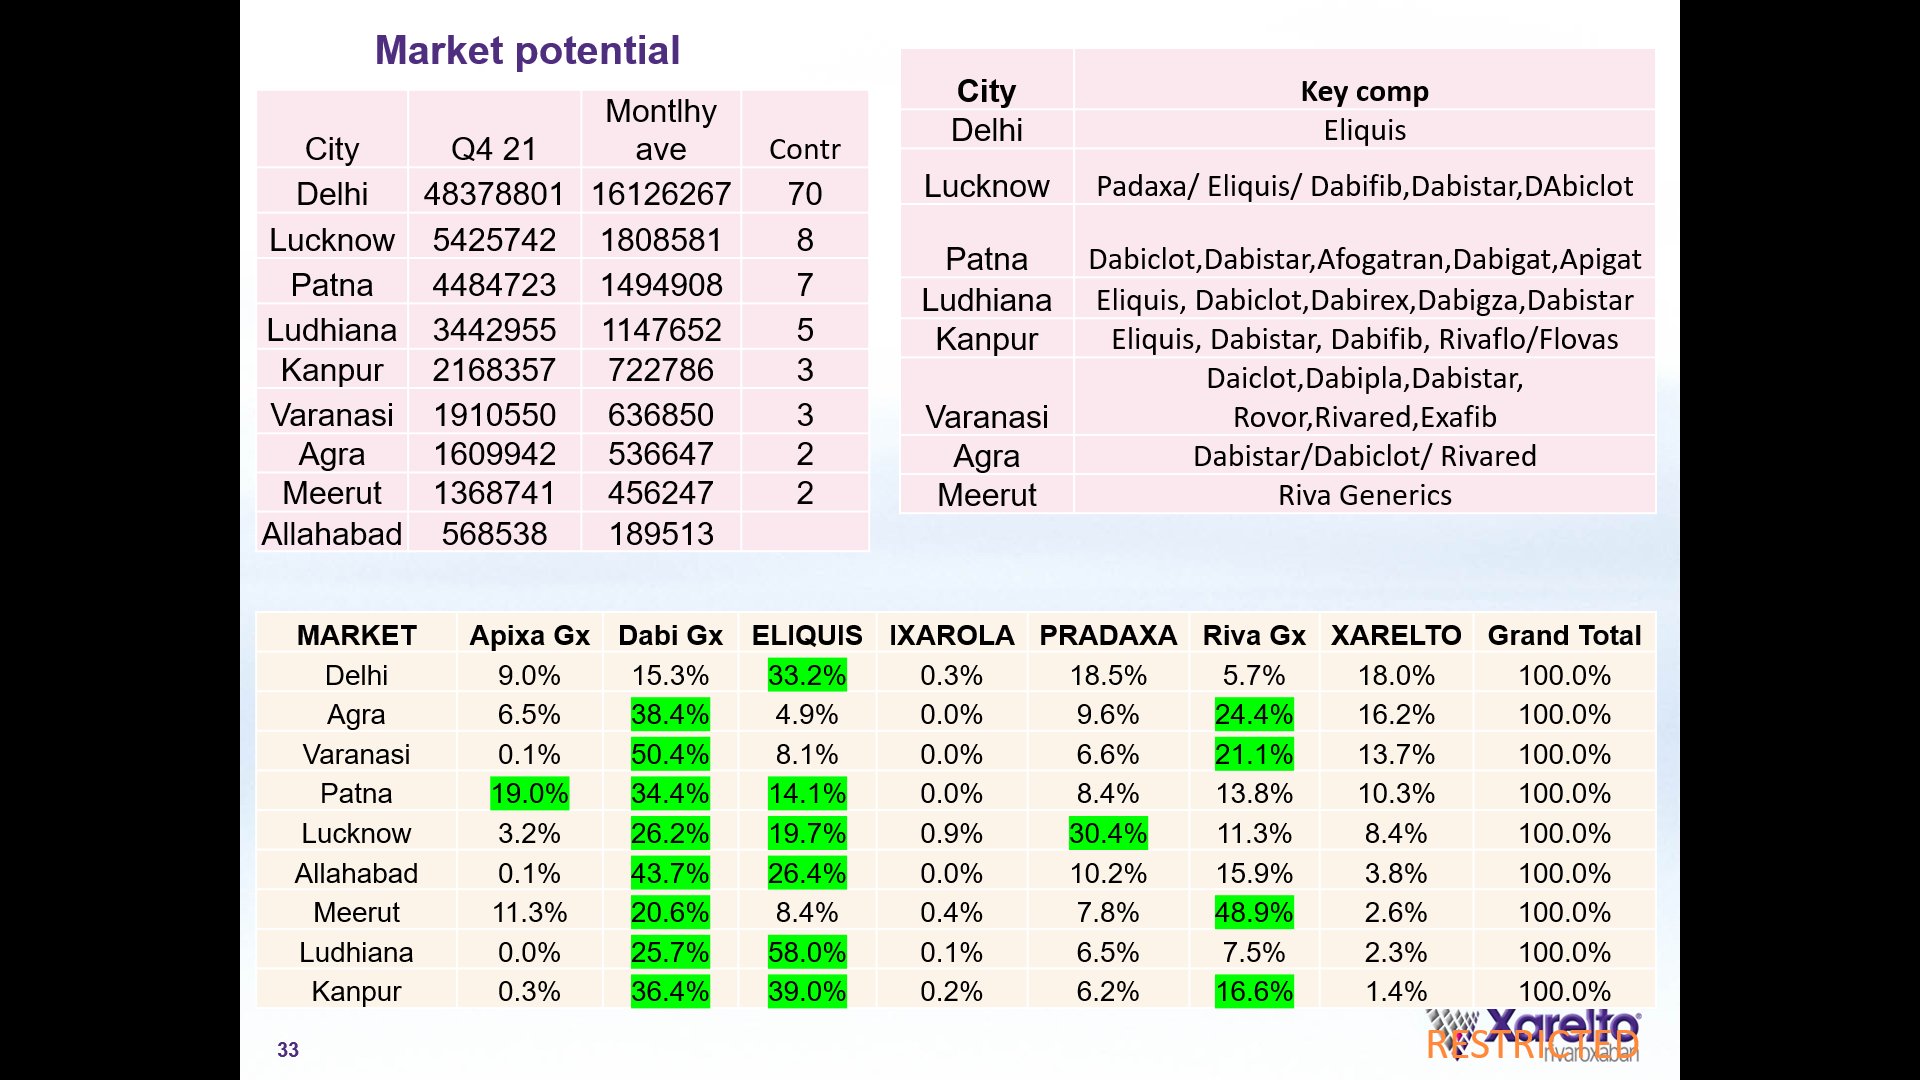 Market potential
City Q4 21 Montlhy ave Contr
Delhi 48378801 16126267 70
Lucknow 5425742 1808581 8
Patna 4484723 1494908 7
Ludhiana 3442955 1147652 5
Kanpur 2168357 722786 3
Varanasi 1910550 636850 3
Agra 1609942 536647 2
Meerut 1368741 456247 2
Allahabad 568538 189513
City Key comp
Delhi Eliquis
Lucknow Padaxa/ Eliquis/ Dabifib,Dabistar,DAbiclot
Patna Dabiclot,Dabistar,Afogatran,Dabigat,Apigat
Ludhiana Eliquis, Dabiclot,Dabirex,Dabigza,Dabistar
Kanpur Eliquis, Dabistar, Dabifib, Rivaflo/Flovas
Varanasi Daiclot,Dabipla,Dabistar,
Rovor,Rivared,Exafib
Agra Dabistar/Dabiclot/ Rivared
Meerut Riva Generics
MARKET Apixa Gx Dabi Gx ELIQUIS IXAROLA PRADAXA Riva Gx XARELTO Grand Total
Delhi 9.0% 15.3% 33.2% 0.3% 18.5% 5.7% 18.0% 100.0%
Agra 6.5% 38.4% 4.9% 0.0% 9.6% 24.4% 16.2% 100.0%
Varanasi 0.1% 50.4% 8.1% 0.0% 6.6% 21.1% 13.7% 100.0%
Patna 19.0% 34.4% 14.1% 0.0% 8.4% 13.8% 10.3% 100.0%
Lucknow 3.2% 26.2% 19.7% 0.9% 30.4% 11.3% 8.4% 100.0%
Allahabad 0.1% 43.7% 26.4% 0.0% 10.2% 15.9% 3.8% 100.0%
Meerut 11.3% 20.6% 8.4% 0.4% 7.8% 48.9% 2.6% 100.0%
Ludhiana 0.0% 25.7% 58.0% 0.1% 6.5% 7.5% 2.3% 100.0%
Kanpur 0.3% 36.4% 39.0% 0.2% 6.2% 16.6% 1.4% 100.0%
33
Xarelto
rivaroxaban
RESTRICTED